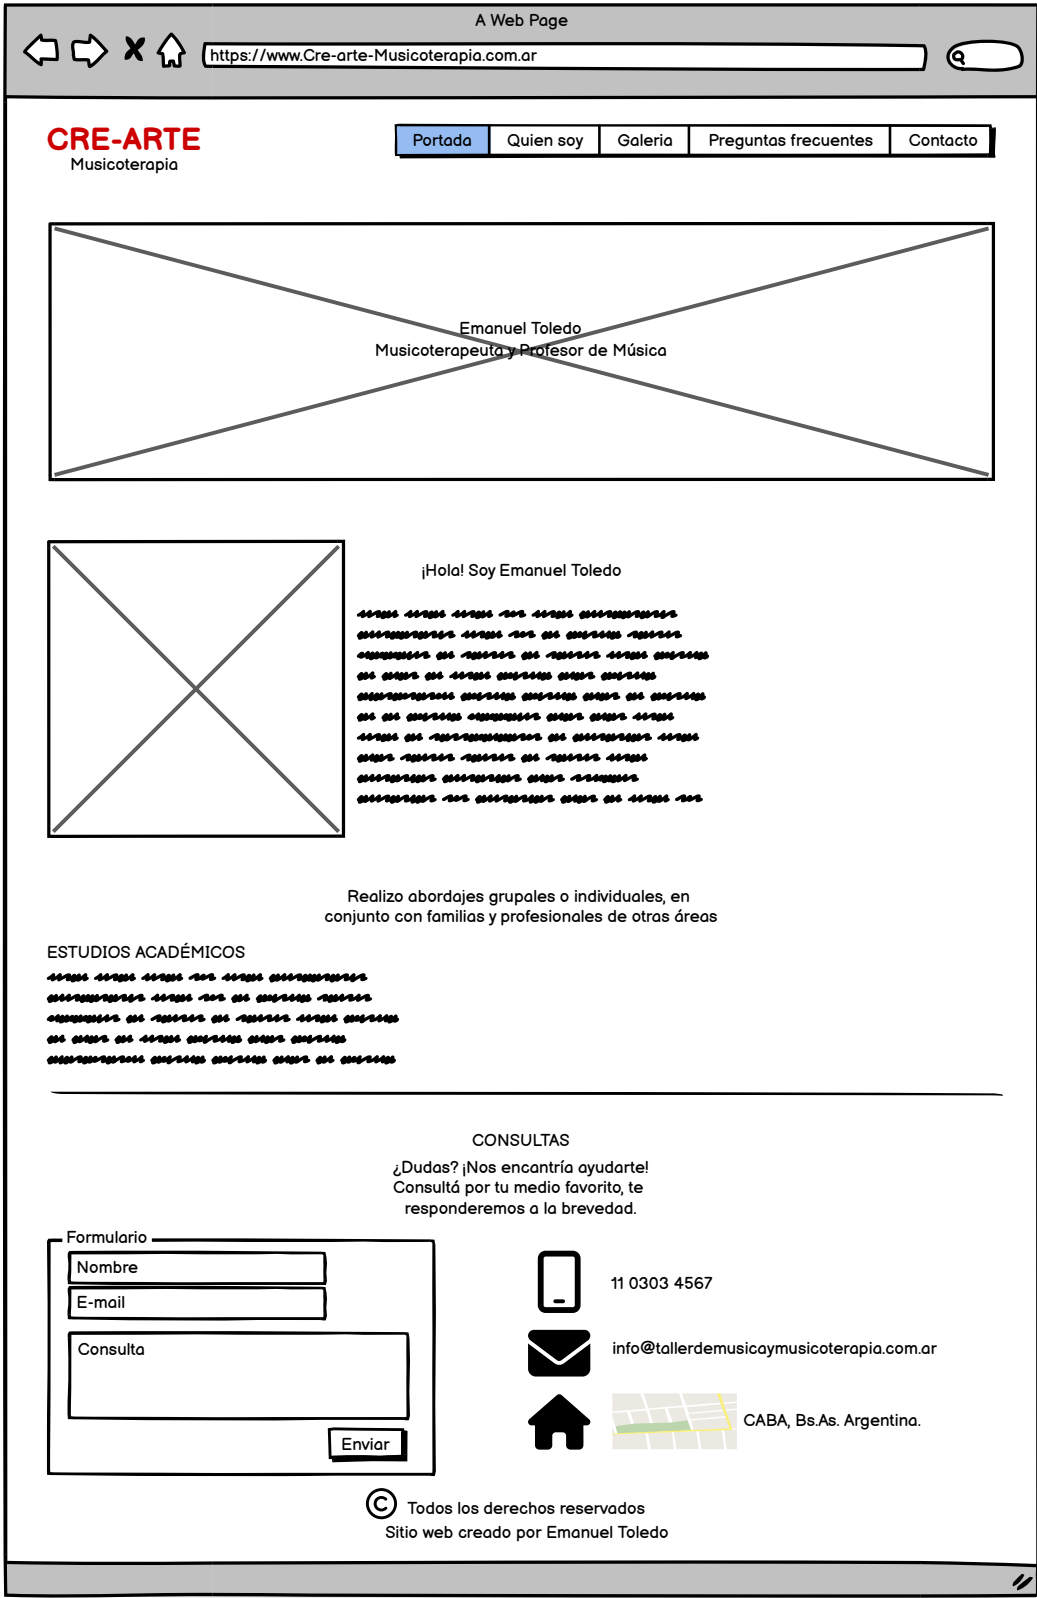 A Web Page
https://www.Cre-arte-Musicoterapia.com.ar
CRE-ARTE
Musicoterapia
Portada Quien soy Galeria Preguntas frecuentes Contacto
Emanuel Toledo
Musicoterapeuta y Profesor de Música
¡Hola! Soy Emanuel Toledo
Realizo abordajes grupales o individuales, en
conjunto con familias y profesionales de otras áreas
ESTUDIOS ACADÉMICOS
CONSULTAS
¿Dudas? ¡Nos encantría ayudarte!
Consultá por tu medio favorito, te
responderemos a la brevedad.
Formulario
Nombre
E-mail
Consulta
Enviar
11 0303 4567
info@tallerdemusicaymusicoterapia.com.ar
CABA, Bs.As. Argentina.
© Todos los derechos reservados
Sitio web creado por Emanuel Toledo